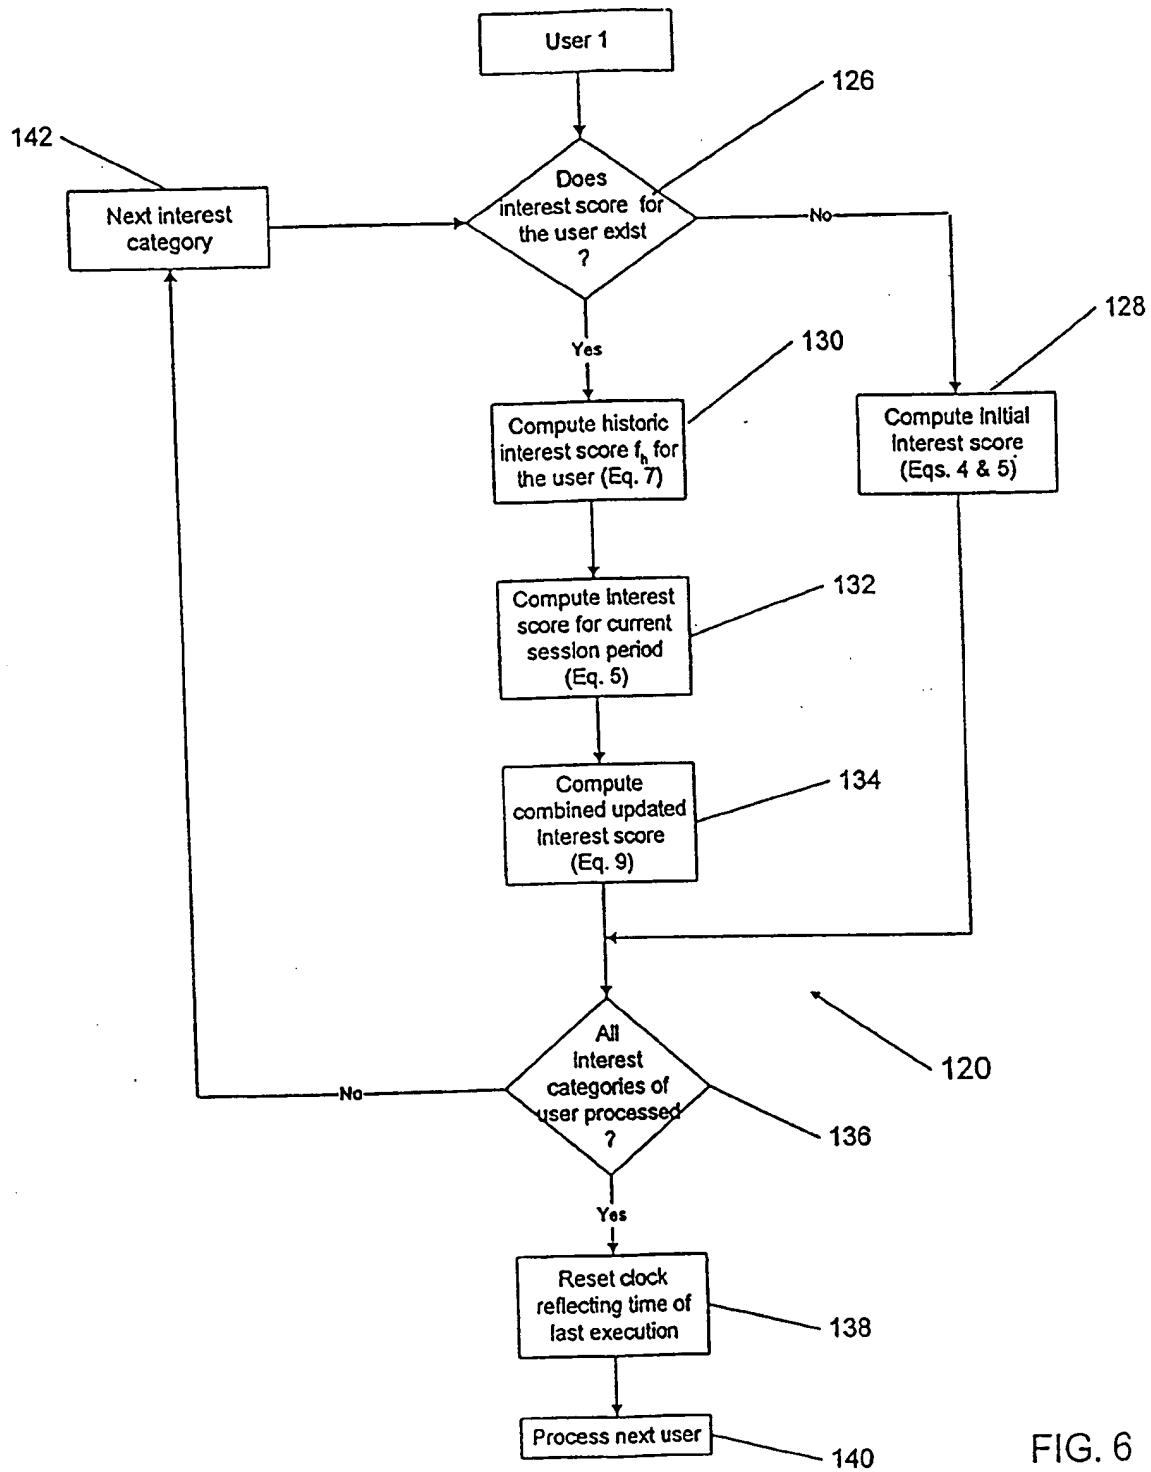 User 1
126
142
Does
interest score for
the user exist
?
No
Next interest
category
Yes
130
128
Compute historic
interest score fh for
the user (Eq. 7)
Compute initial
interest score
(Eqs. 4 & 5)
Compute interest
score for current
session period
(Eq. 5)
132
Compute
combined updated
interest score
(Eq. 9)
134
All
interest
categories of
user processed
?
No
120
136
Yes
Reset clock
reflecting time of
last execution
138
Process next user
140
FIG. 6